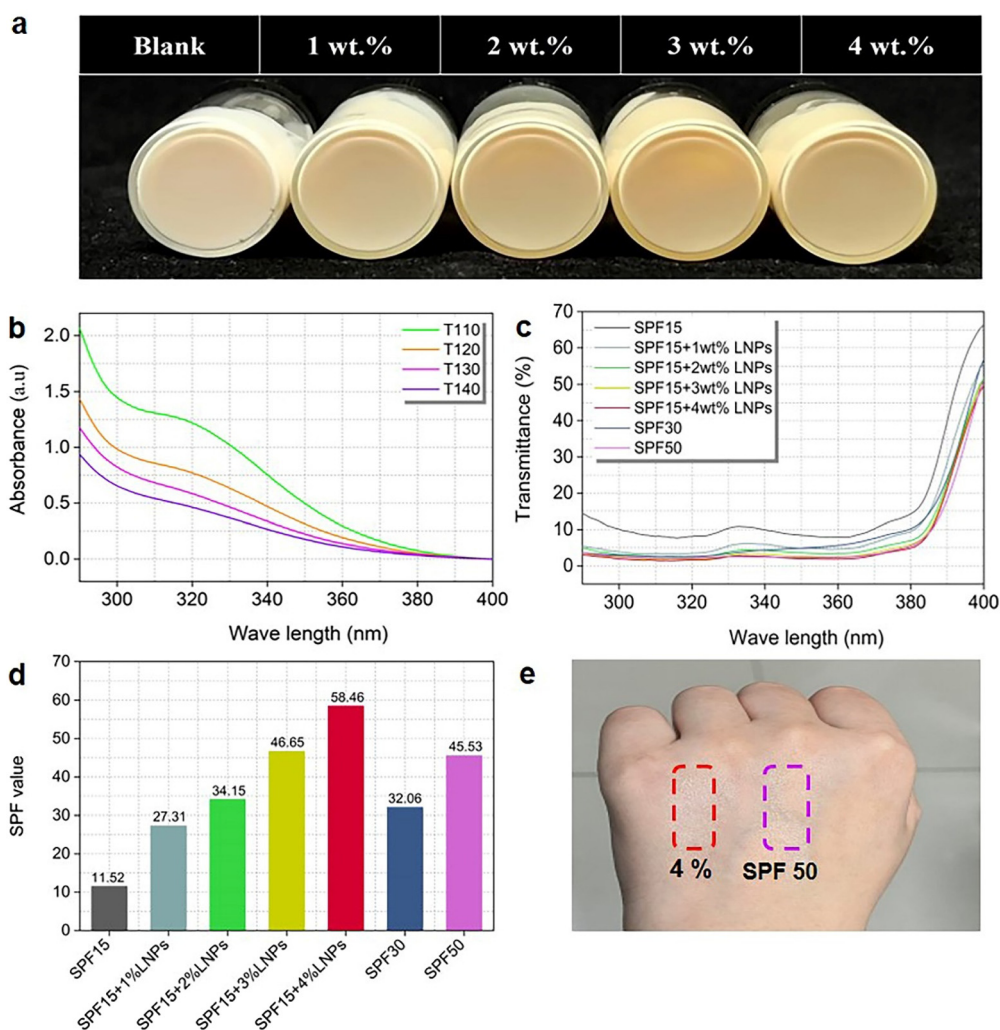 a
Blank 1 wt.% 2 wt.% 3 wt.% 4 wt.%
b
Absorbance (a.u)
2.0
1.5
1.0
0.5
0.0
T110
T120
T130
T140
300 320 340 360 380 400
Wave length (nm)
c
Transmittance (%)
70
60
50
40
30
20
10
0
SPF15
SPF15+1wt% LNPs
SPF15+2wt% LNPs
SPF15+3wt% LNPs
SPF15+4wt% LNPs
SPF30
SPF50
300 320 340 360 380 400
Wave length (nm)
d
SPF value
70
60
50
40
30
20
10
0
11.52
27.31
34.15
46.65
58.46
32.06
45.53
SPF15
SPF15+1%LNPs
SPF15+2%LNPs
SPF15+3%LNPs
SPF15+4%LNPs
SPF30
SPF50
e
4 % SPF 50